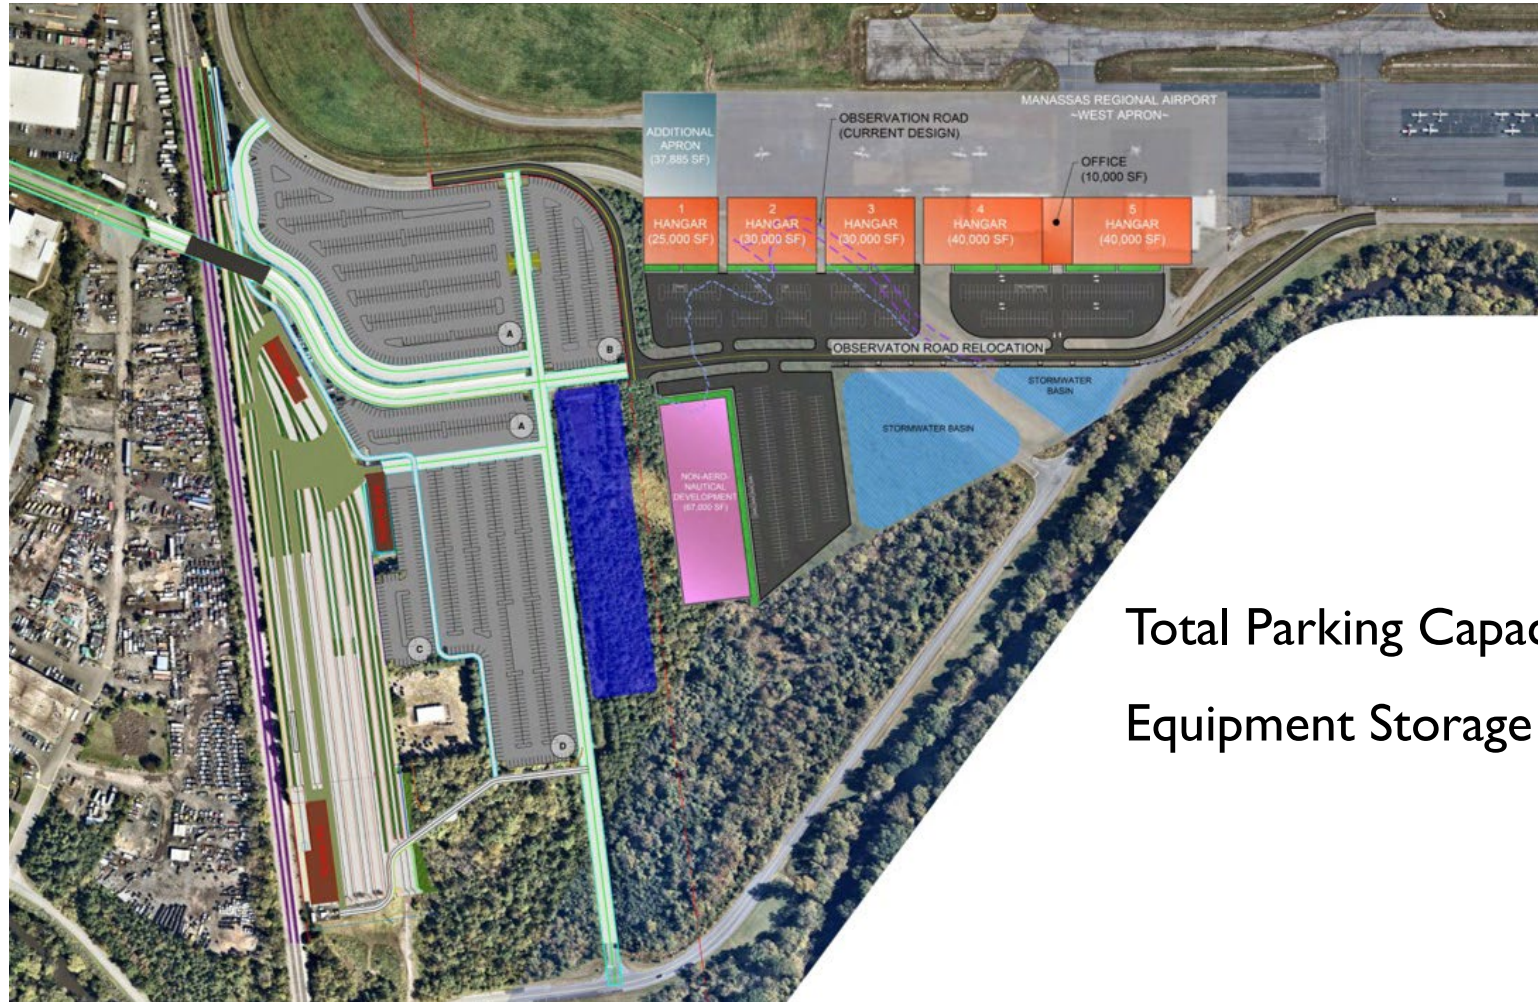 MANASSAS REGIONAL AIRPORT
~WEST APRON~
OBSERVATION ROAD
(CURRENT DESIGN)
ADDITIONAL
APRON
(37,885 SF)
OFFICE
(10,000 SF)
1
HANGAR
(25,000 SF)
2
HANGAR
(30,000 SF)
3
HANGAR
(30,000 SF)
4
HANGAR
(40,000 SF)
5
HANGAR
(40,000 SF)
A
B
OBSERVATON ROAD RELOCATION
STORMWATER
BASIN
A
STORMWATER BASIN
NON-AERO-
NAUTICAL
DEVELOPMENT
(67,000 SF)
C
D
Total Parking Capac
Equipment Storage